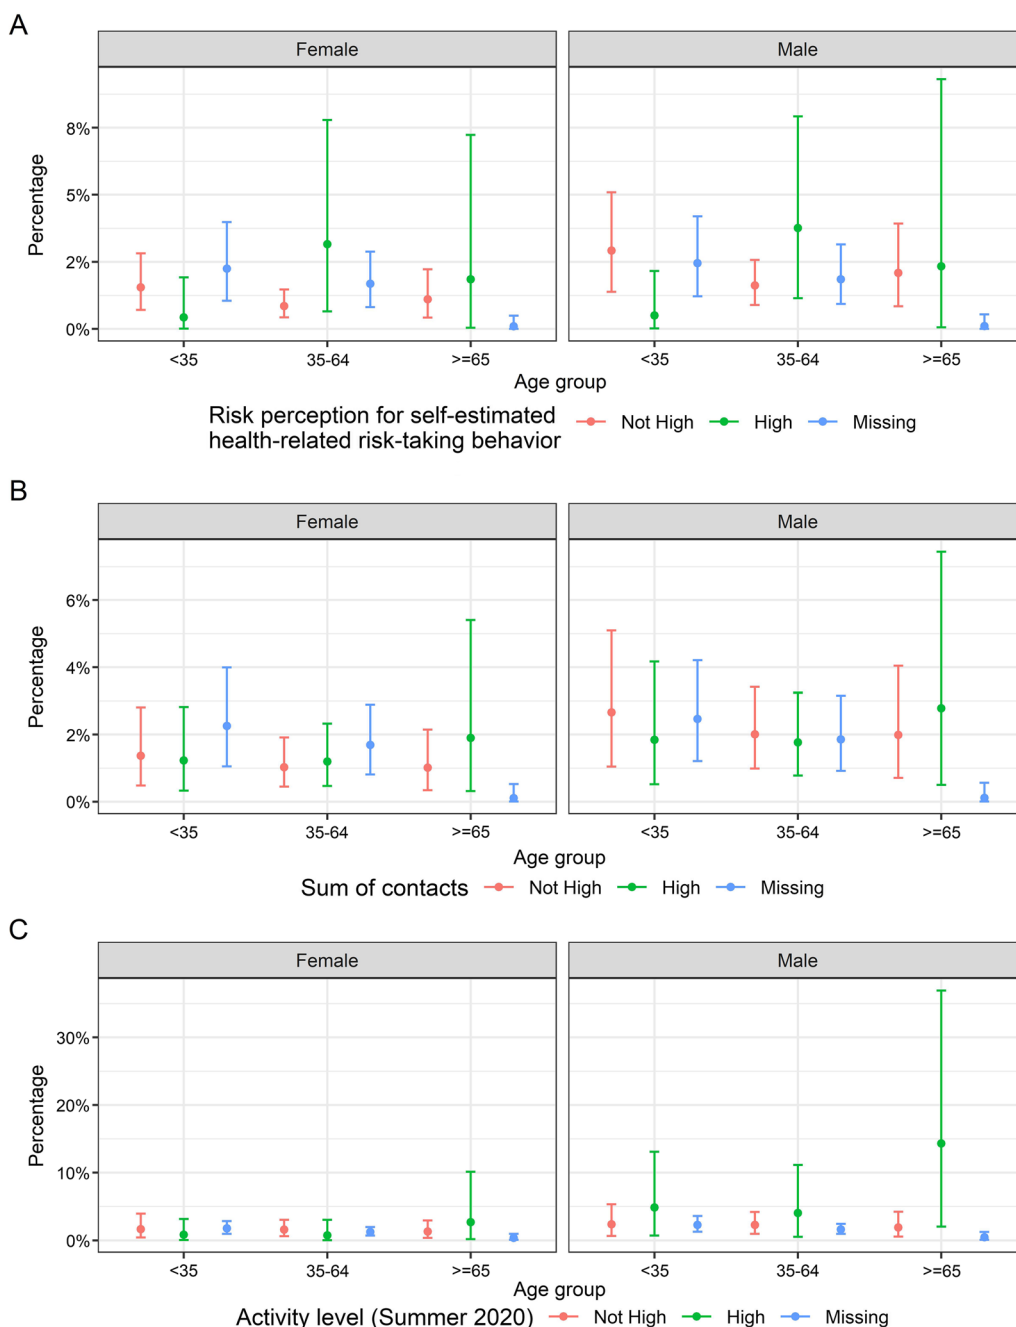 A
Female
Male
Percentage
8%
5%
2%
0%
<35
35-64
>=65
<35
35-64
>=65
Age group
Risk perception for self-estimated
health-related risk-taking behavior
Not High
High
Missing
B
Female
Male
Percentage
6%
4%
2%
0%
<35
35-64
>=65
<35
35-64
>=65
Age group
Sum of contacts
Not High
High
Missing
C
Female
Male
Percentage
30%
20%
10%
0%
<35
35-64
>=65
<35
35-64
>=65
Age group
Activity level (Summer 2020)
Not High
High
Missing